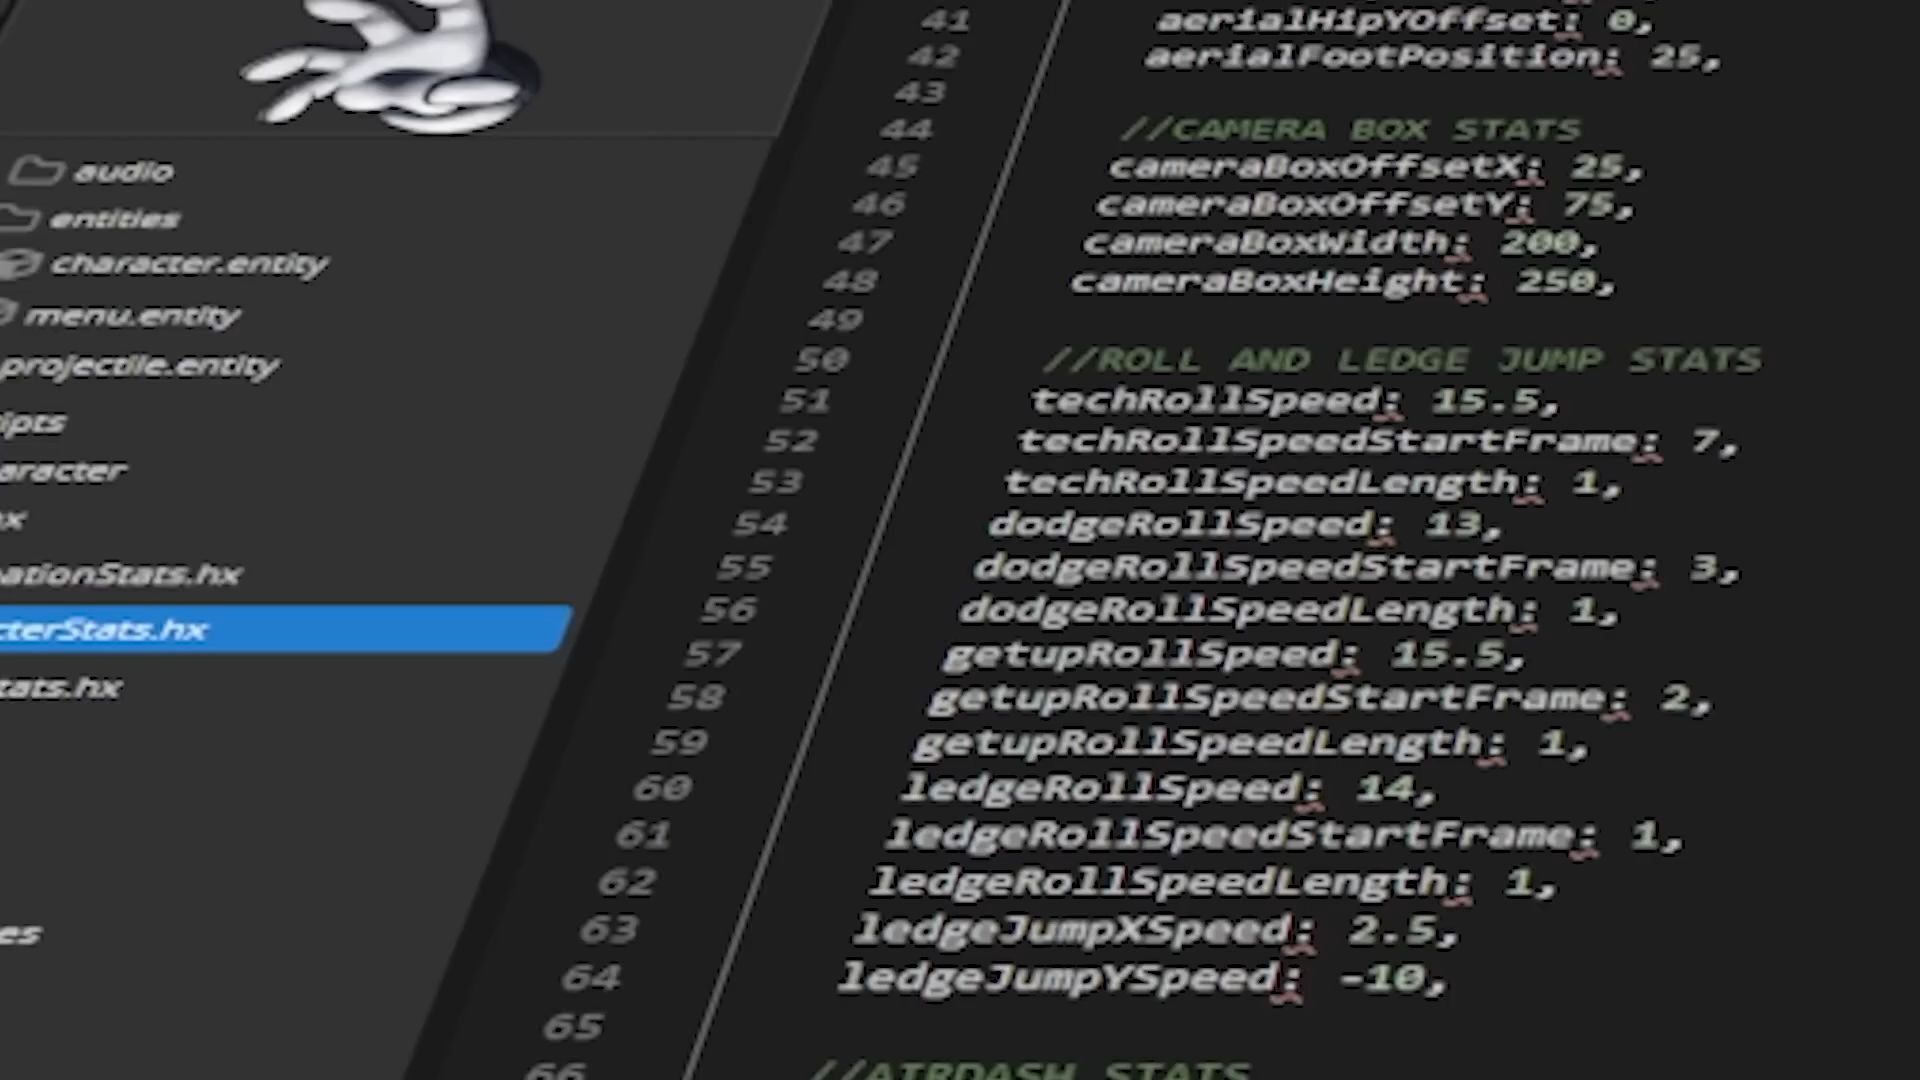 audio
entities
character.entity
menu.entity
projectile.entity
ipts
aracter
x
ationStats.hx
cterStats.hx
tats.hx
es
41 aerialHipYOffset: 0,
42 aerialFootPosition: 25,
43
44 //CAMERA BOX STATS
45 cameraBoxOffsetX: 25,
46 cameraBoxOffsetY: 75,
47 cameraBoxWidth: 200,
48 cameraBoxHeight: 250,
49
50 //ROLL AND LEDGE JUMP STATS
51 techRollSpeed: 15.5,
52 techRollSpeedStartFrame: 7,
53 techRollSpeedLength: 1,
54 dodgeRollSpeed: 13,
55 dodgeRollSpeedStartFrame: 3,
56 dodgeRollSpeedLength: 1,
57 getupRollSpeed: 15.5,
58 getupRollSpeedStartFrame: 2,
59 getupRollSpeedLength: 1,
60 ledgeRollSpeed: 14,
61 ledgeRollSpeedStartFrame: 1,
62 ledgeRollSpeedLength: 1,
63 ledgeJumpXSpeed: 2.5,
64 ledgeJumpYSpeed: -10,
65
66 //AIRDASH STATS